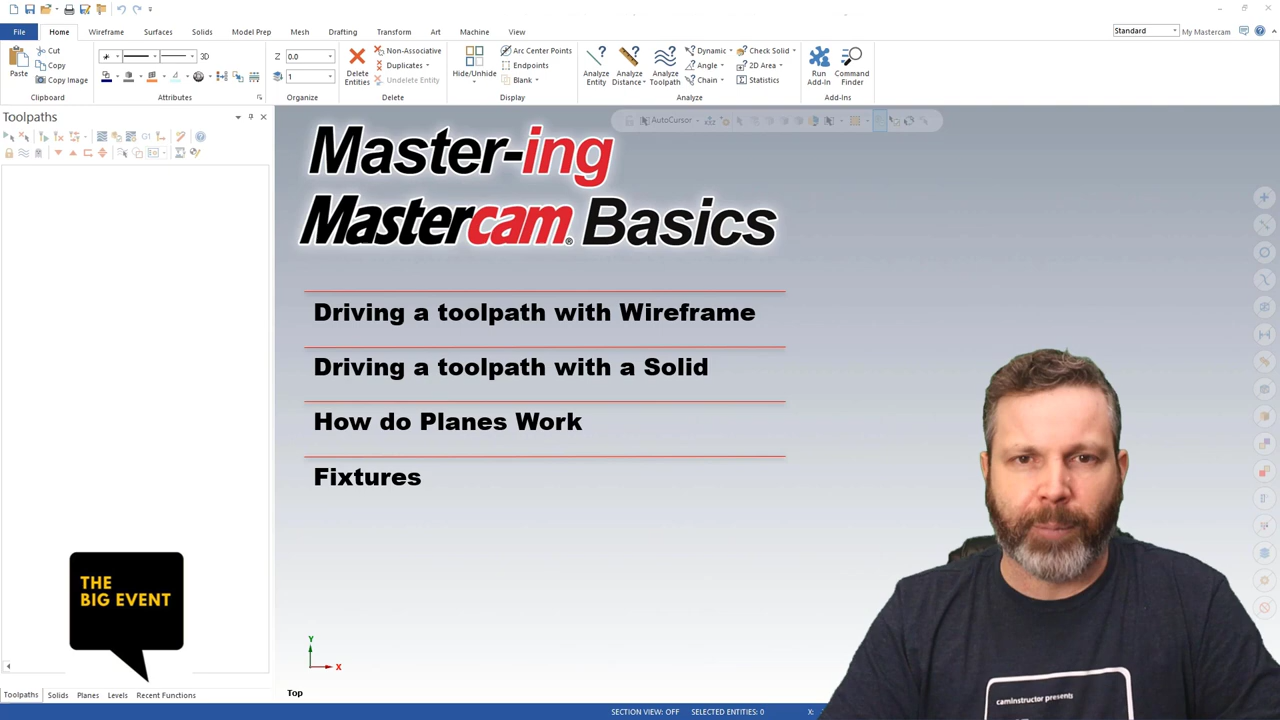 File
Home
Wireframe
Surfaces
Solids
Model Prep
Mesh
Drafting
Transform
Art
Machine
View
Standard
My Mastercam
Paste
Cut
Copy
Copy Image
Clipboard
3D
Attributes
Z 0.0
1
Organize
Delete Entities
Non-Associative
Duplicates
Undelete Entity
Delete
Hide/Unhide
Arc Center Points
Endpoints
Blank
Display
Analyze Entity
Analyze Distance
Analyze Toolpath
Dynamic
Angle
Chain
Check Solid
2D Area
Statistics
Analyze
Run Add-In
Command Finder
Add-Ins
Toolpaths
G1
AutoCursor
Master-ing
Mastercam® Basics
Driving a toolpath with Wireframe
Driving a toolpath with a Solid
How do Planes Work
Fixtures
THE
BIG EVENT
Y
X
Top
caminstructor presents
Toolpaths
Solids
Planes
Levels
Recent Functions
SECTION VIEW: OFF
SELECTED ENTITIES: 0
X: